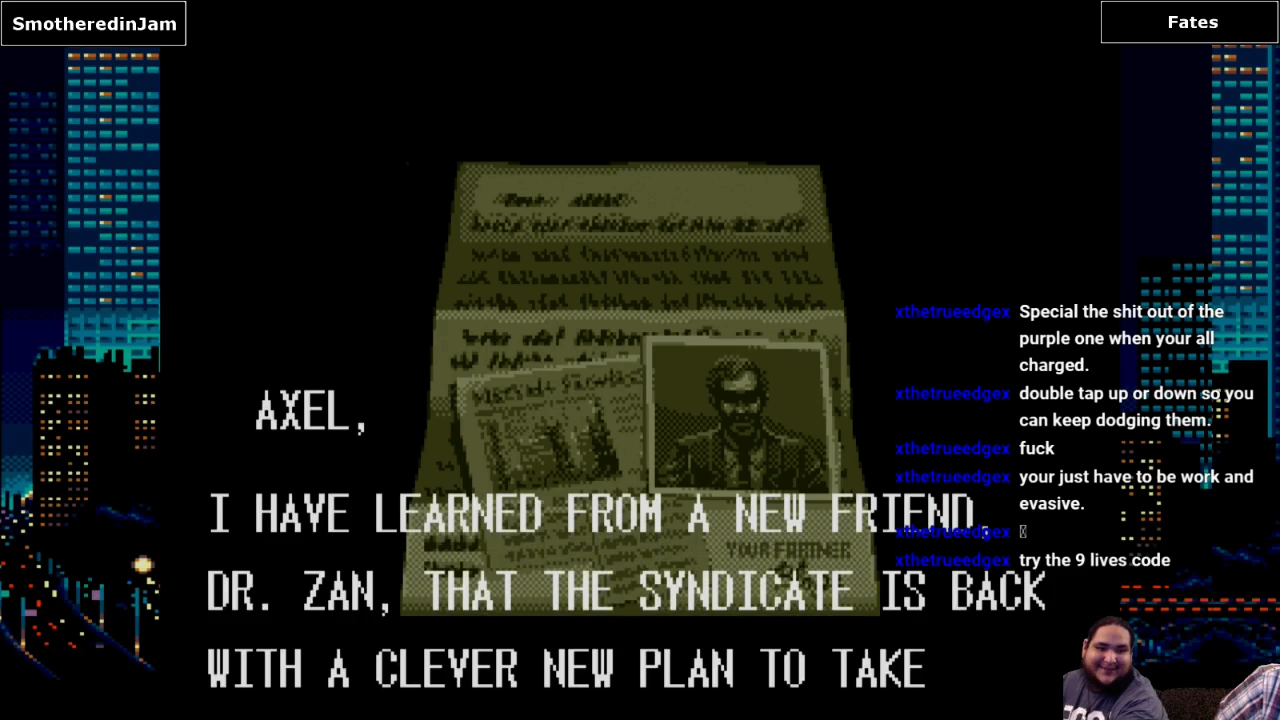 SmotheredinJam
Fates
AXEL,
I HAVE LEARNED FROM A NEW FRIEND,
DR. ZAN, THAT THE SYNDICATE IS BACK
WITH A CLEVER NEW PLAN TO TAKE
YOUR PARTNER
xthetrueedgex Special the shit out of the
purple one when your all
charged.
xthetrueedgex double tap up or down so you
can keep dodging them.
xthetrueedgex fuck
xthetrueedgex your just have to be work and
evasive.
xthetrueedgex
xthetrueedgex try the 9 lives code